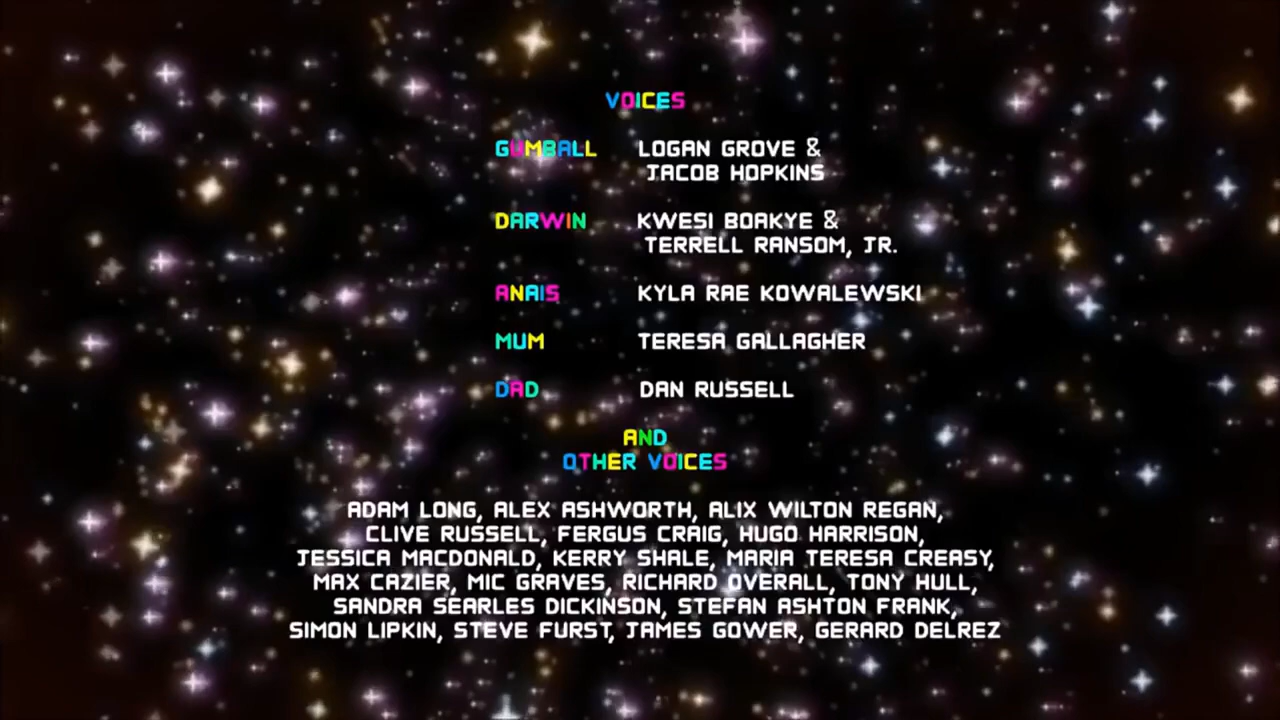 VOICES
GUMBALL LOGAN GROVE &
JACOB HOPKINS
DARWIN KWESI BOAKYE &
TERRELL RANSOM, JR.
ANAIS KYLA RAE KOWALEWSKI
MUM TERESA GALLAGHER
DAD DAN RUSSELL
AND
OTHER VOICES
ADAM LONG, ALEX ASHWORTH, ALIX WILTON REGAN,
CLIVE RUSSELL, FERGUS CRAIG, HUGO HARRISON,
JESSICA MACDONALD, KERRY SHALE, MARIA TERESA CREASY,
MAX CAZIER, MIC GRAVES, RICHARD OVERALL, TONY HULL,
SANDRA SEARLES DICKINSON, STEFAN ASHTON FRANK,
SIMON LIPKIN, STEVE FURST, JAMES GOWER, GERARD DELREZ